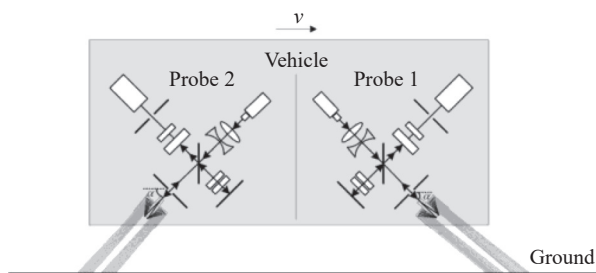 v
Vehicle
Probe 2
Probe 1
α
α
Ground